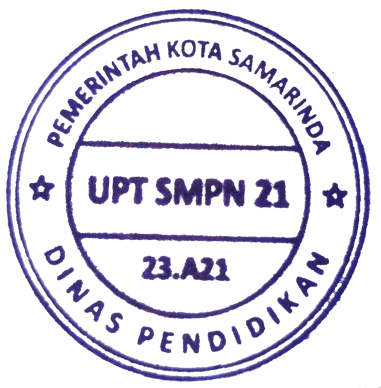 PEMERINTAH KOTA SAMARINDA
UPT SMPN 21
23.A21
DINAS PENDIDIKAN